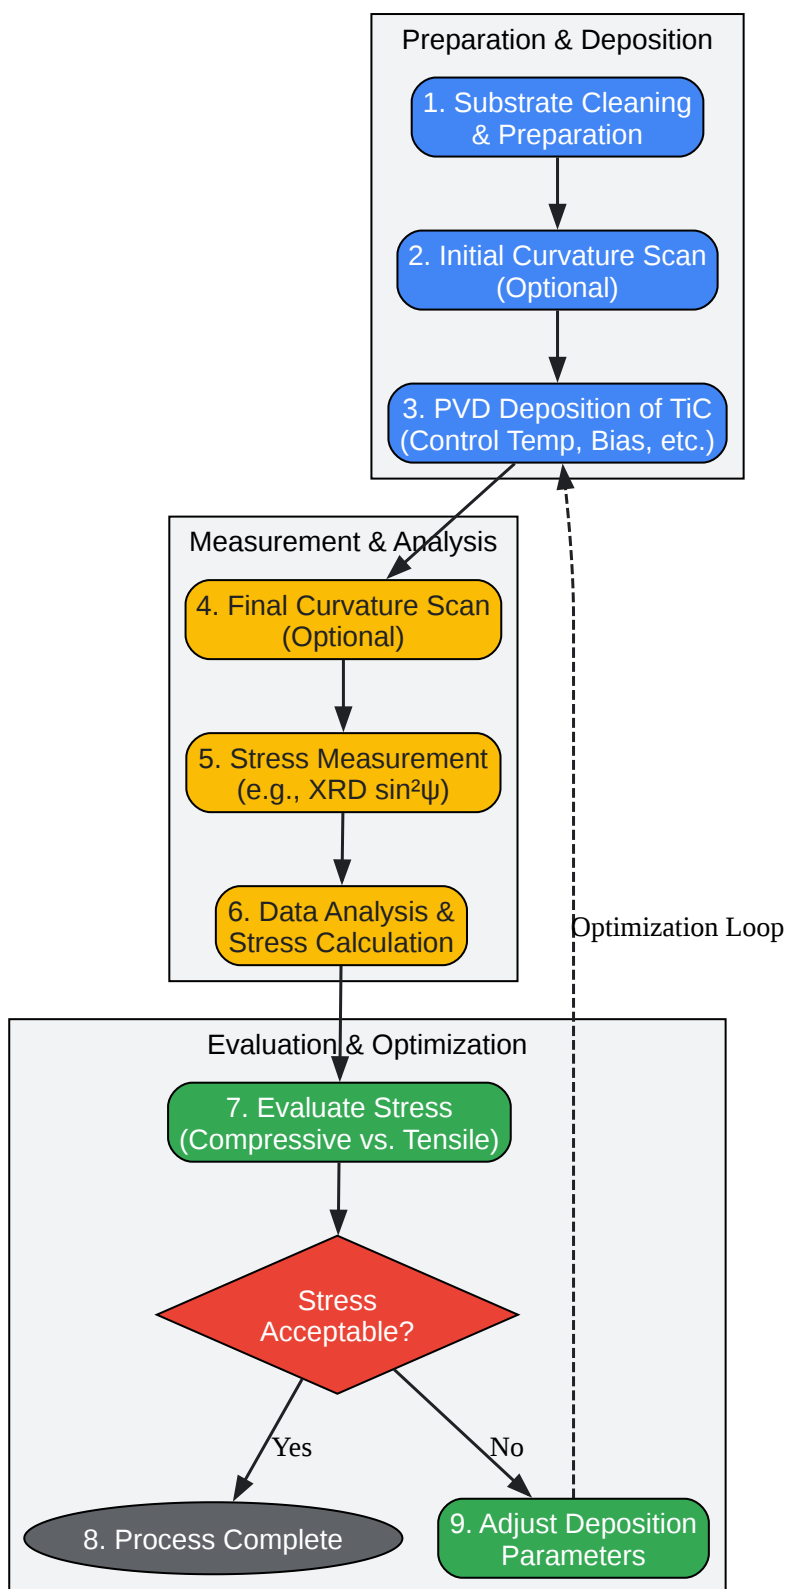 Preparation & Deposition
1. Substrate Cleaning
& Preparation
2. Initial Curvature Scan
(Optional)
3. PVD Deposition of TiC
(Control Temp, Bias, etc.)
Measurement & Analysis
4. Final Curvature Scan
(Optional)
5. Stress Measurement
(e.g., XRD sin²ψ)
6. Data Analysis &
Stress Calculation
Optimization Loop
Evaluation & Optimization
7. Evaluate Stress
(Compressive vs. Tensile)
Stress
Acceptable?
Yes
No
8. Process Complete
9. Adjust Deposition
Parameters